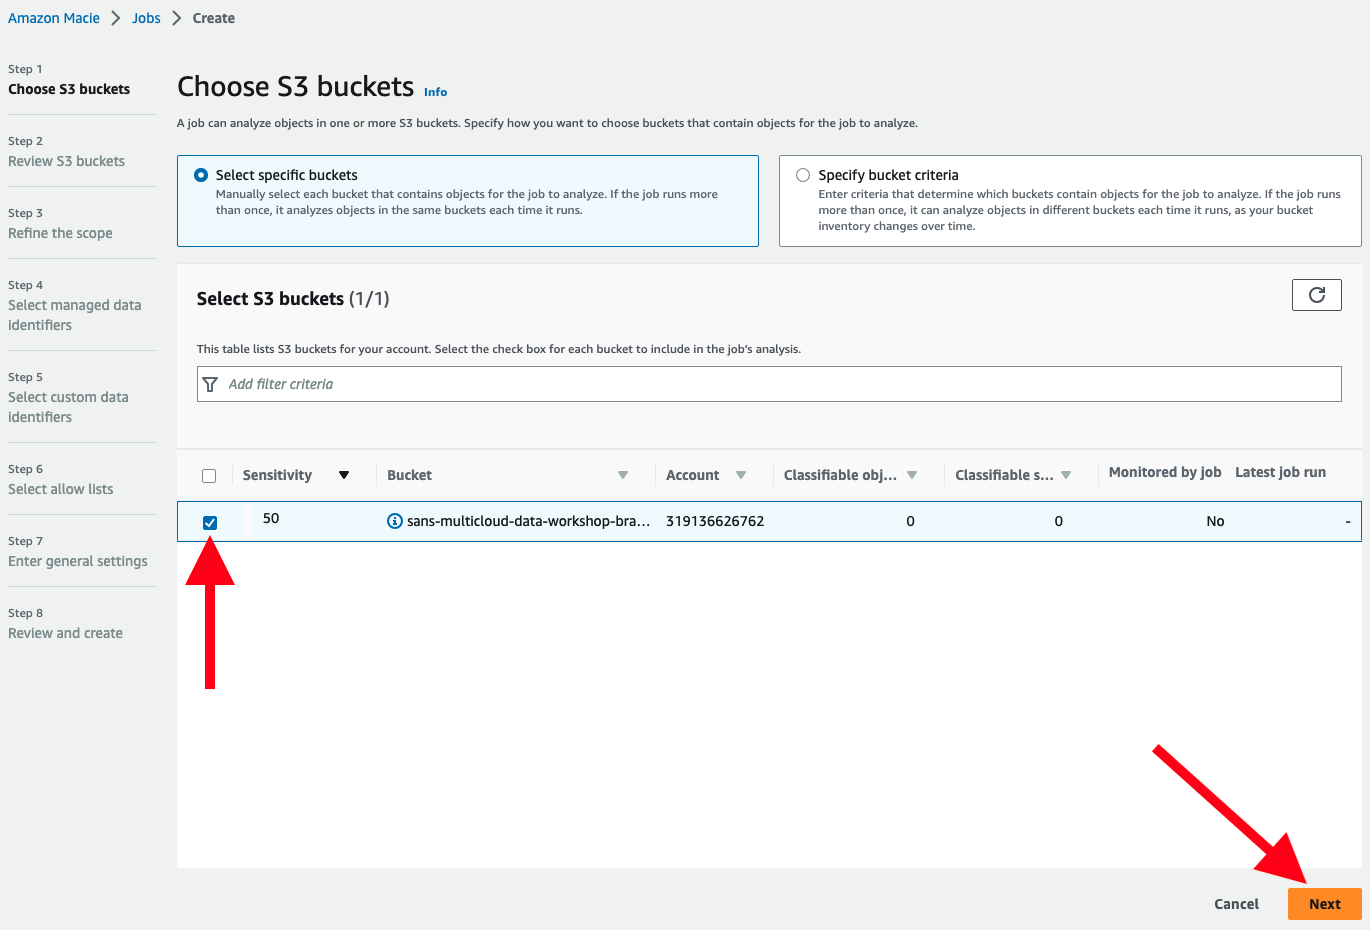 Amazon Macie > Jobs > Create
Step 1
Choose S3 buckets
Step 2
Review S3 buckets
Step 3
Refine the scope
Step 4
Select managed data
identifiers
Step 5
Select custom data
identifiers
Step 6
Select allow lists
Step 7
Enter general settings
Step 8
Review and create
Choose S3 buckets Info
A job can analyze objects in one or more S3 buckets. Specify how you want to choose buckets that contain objects for the job to analyze.
Select specific buckets
Manually select each bucket that contains objects for the job to analyze. If the job runs more
than once, it analyzes objects in the same buckets each time it runs.
Specify bucket criteria
Enter criteria that determine which buckets contain objects for the job to analyze. If the job runs
more than once, it can analyze objects in different buckets each time it runs, as your bucket
inventory changes over time.
Select S3 buckets (1/1)
This table lists S3 buckets for your account. Select the check box for each bucket to include in the job's analysis.
Add filter criteria
Sensitivity Bucket Account Classifiable obj... Classifiable s... Monitored by job Latest job run
50 sans-multicloud-data-workshop-bra... 319136626762 0 0 No -
Cancel Next